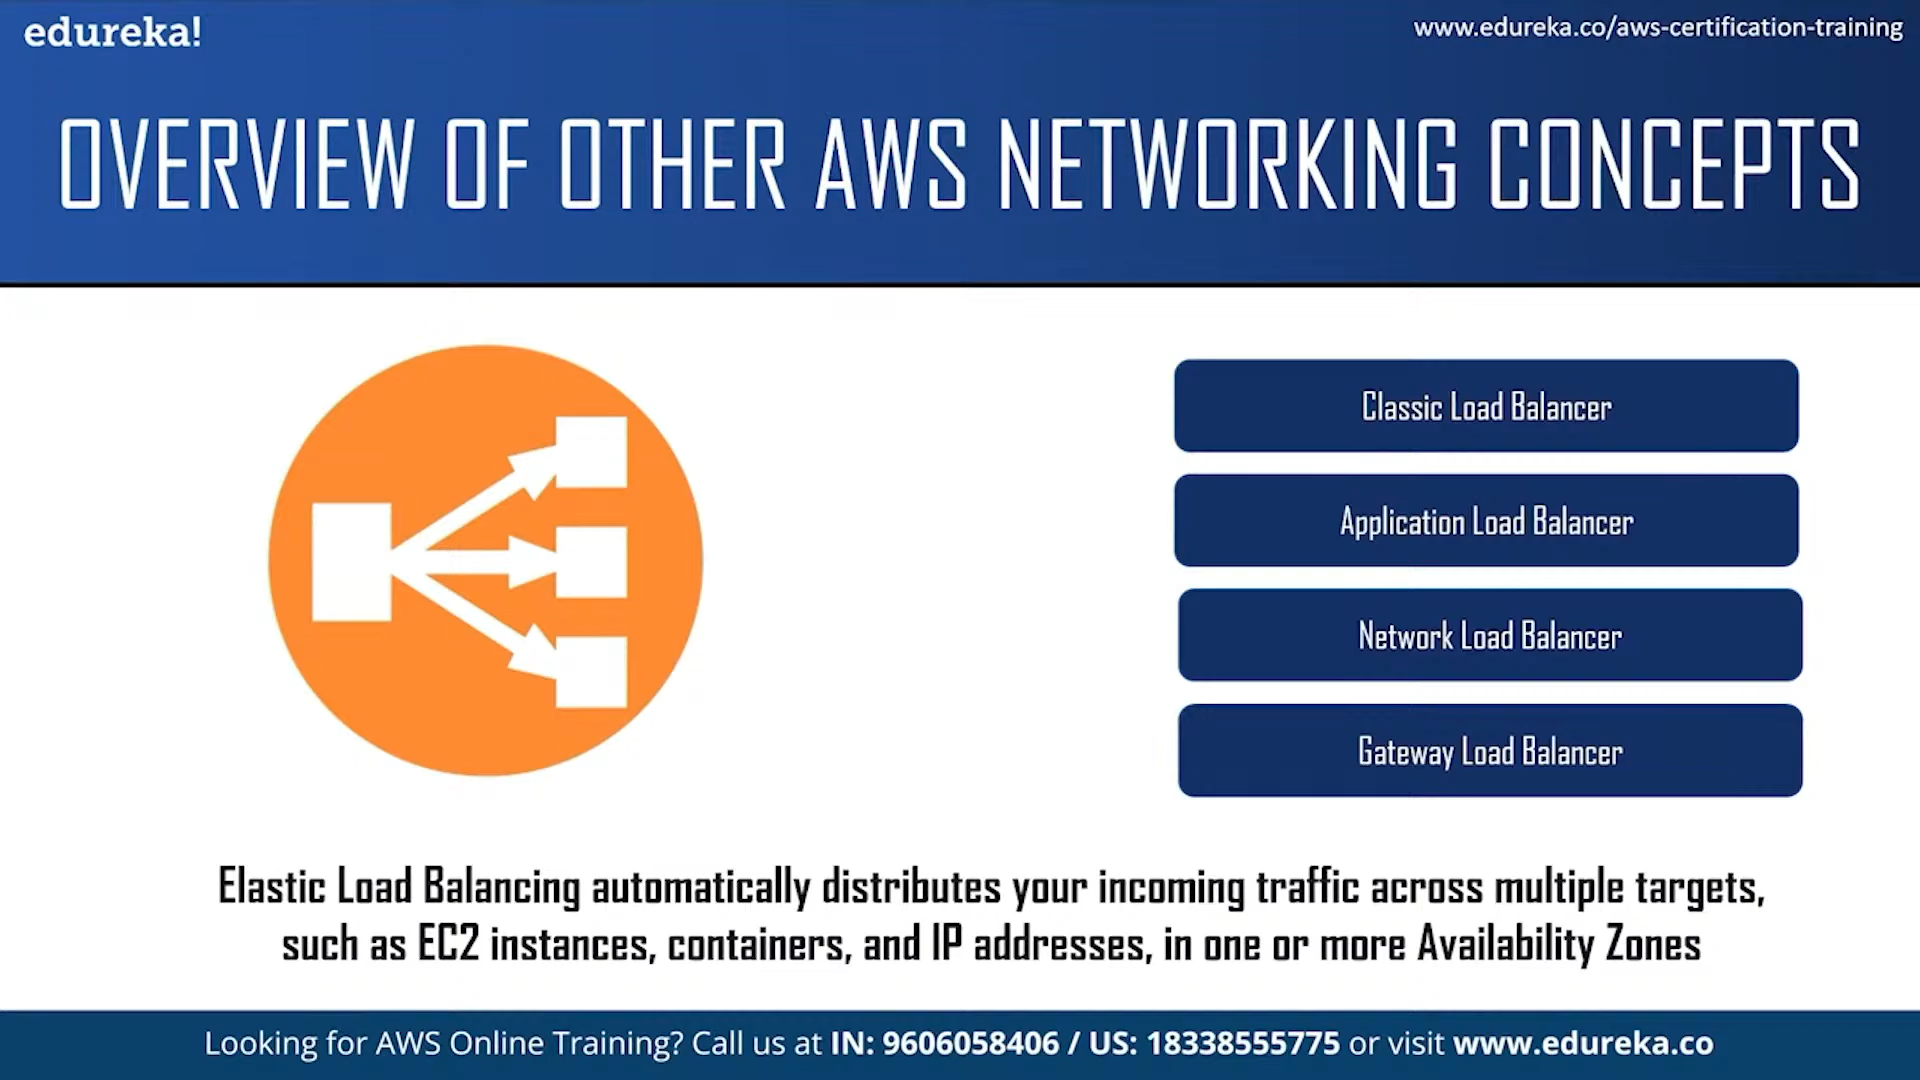 edureka!
www.edureka.co/aws-certification-training
OVERVIEW OF OTHER AWS NETWORKING CONCEPTS
Classic Load Balancer
Application Load Balancer
Network Load Balancer
Gateway Load Balancer
Elastic Load Balancing automatically distributes your incoming traffic across multiple targets,
such as EC2 instances, containers, and IP addresses, in one or more Availability Zones
Looking for AWS Online Training? Call us at IN: 9606058406 / US: 18338555775 or visit www.edureka.co